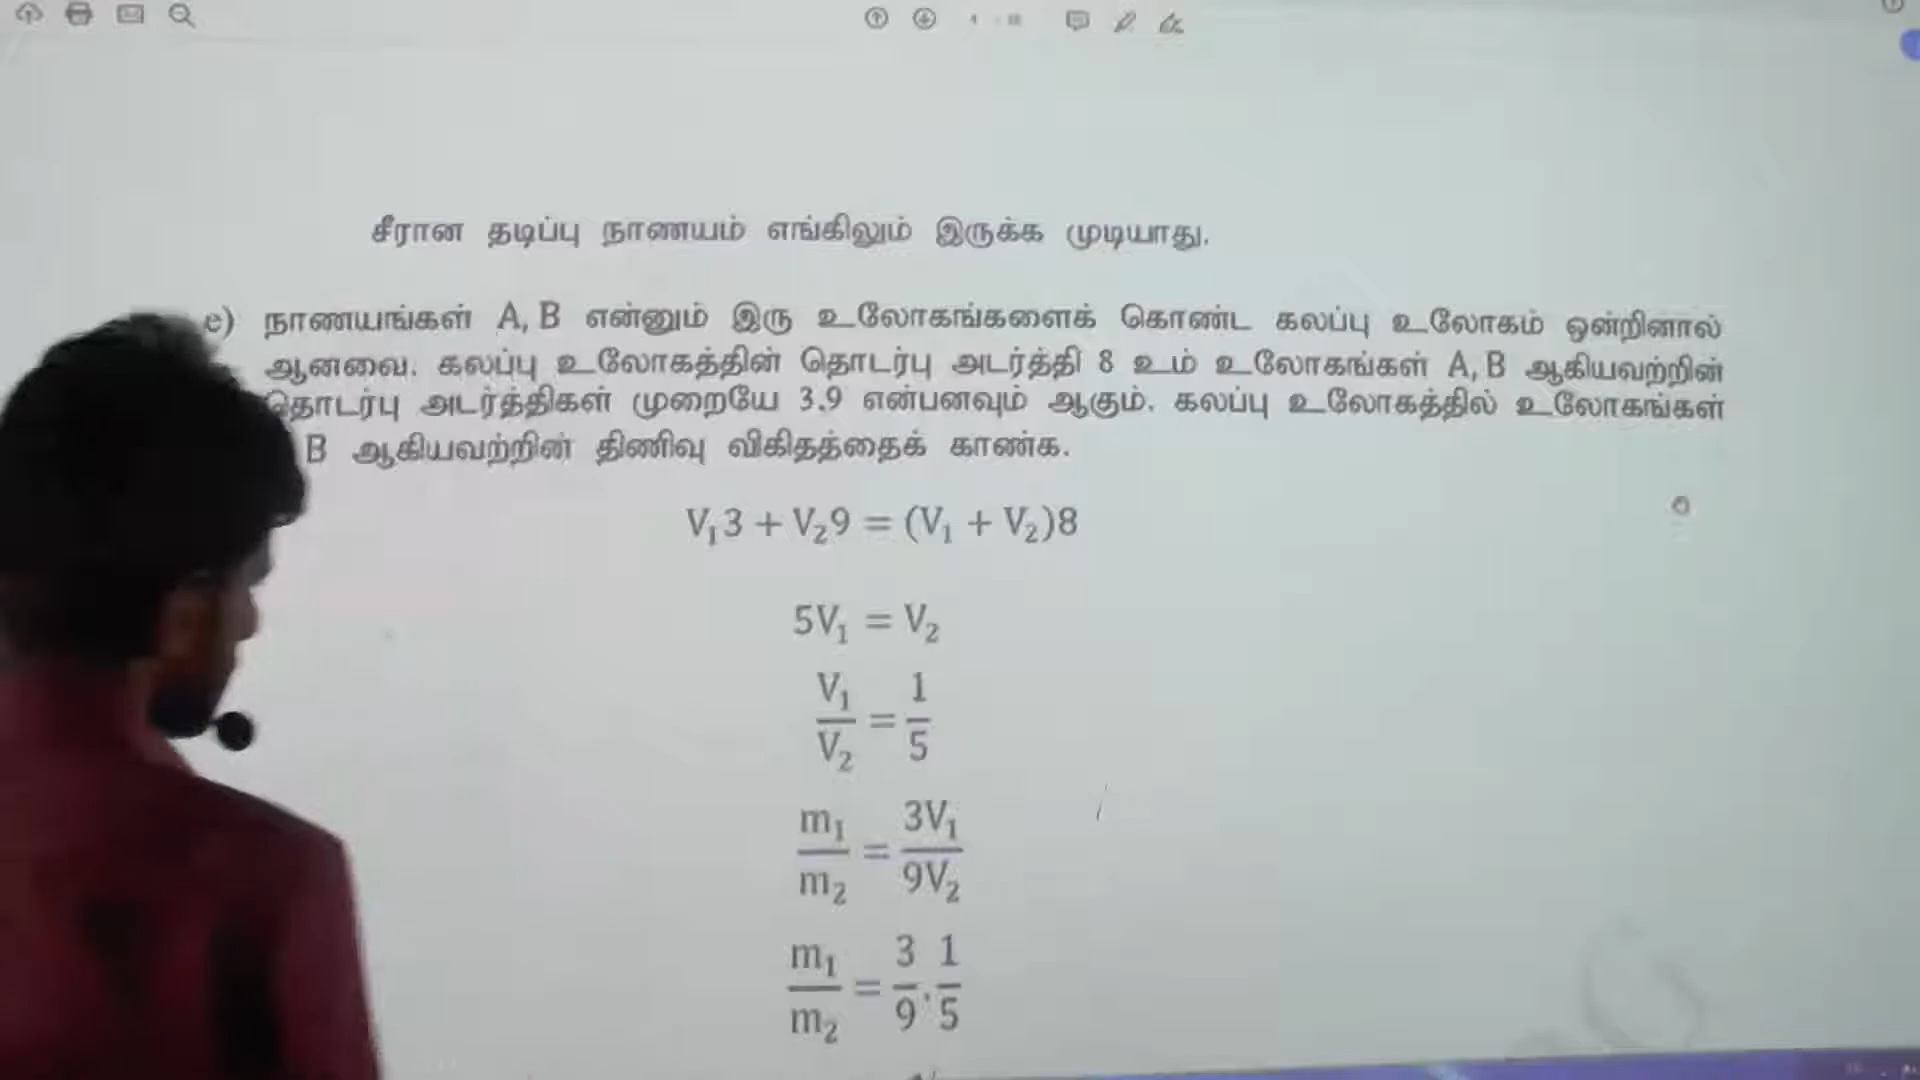 சீரான தடிப்பு நாணயம் எங்கிலும் இருக்க முடியாது.
e) நாணயங்கள் A, B என்னும் இரு உலோகங்களைக் கொண்ட கலப்பு உலோகம் ஒன்றினால்
ஆனவை. கலப்பு உலோகத்தின் தொடர்பு அடர்த்தி 8 உம் உலோகங்கள் A, B ஆகியவற்றின்
தொடர்பு அடர்த்திகள் முறையே 3.9 என்பனவும் ஆகும். கலப்பு உலோகத்தில் உலோகங்கள்
B ஆகியவற்றின் திணிவு விகிதத்தைக் காண்க.
V₁3 + V₂9 = (V₁ + V₂)8
5V₁ = V₂
V₁/V₂ = 1/5
m₁/m₂ = 3V₁/9V₂
m₁/m₂ = 3/9 . 1/5